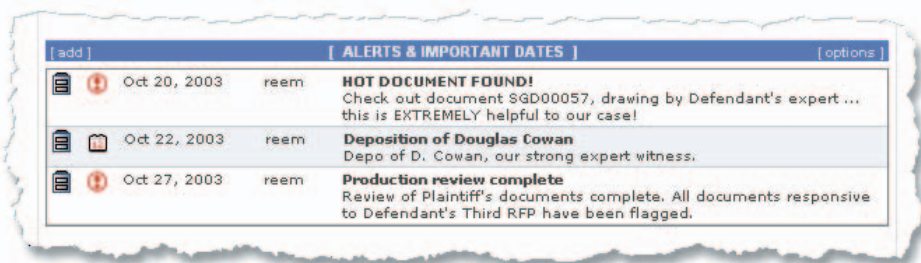 [ add ] [ ALERTS & IMPORTANT DATES ] [ options ]
Oct 20, 2003 reem HOT DOCUMENT FOUND!
Check out document SGD00057, drawing by Defendant's expert ...
this is EXTREMELY helpful to our case!
Oct 22, 2003 reem Deposition of Douglas Cowan
Depo of D. Cowan, our strong expert witness.
Oct 27, 2003 reem Production review complete
Review of Plaintiff's documents complete. All documents responsive
to Defendant's Third RFP have been flagged.